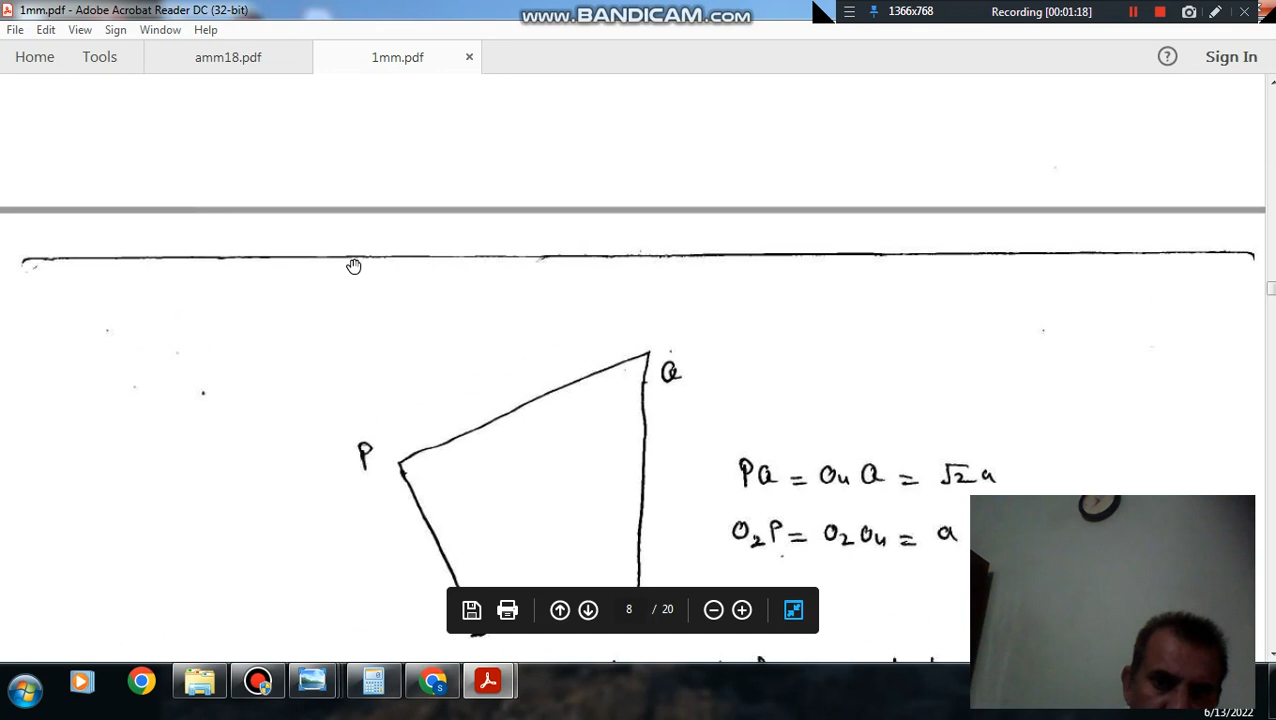 1mm.pdf - Adobe Acrobat Reader DC (32-bit)
www.BANDICAM.com
1366x768
Recording [00:01:18]
File Edit View Sign Window Help
Home Tools amm18.pdf 1mm.pdf × Sign In
Q
P
PQ = O4 Q = √2 a
O2P = O2O4 = a
8 / 20
6/13/2022